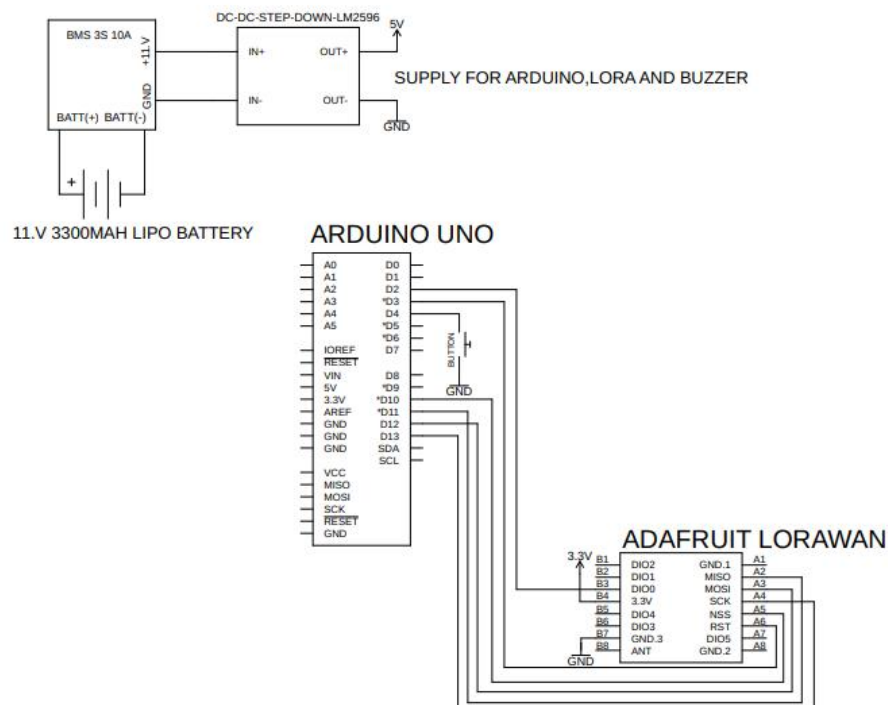 DC-DC-STEP-DOWN-LM2596
BMS 3S 10A
+11.V
GND
BATT(+) BATT(-)
IN+ OUT+
IN- OUT-
5V
GND
SUPPLY FOR ARDUINO,LORA AND BUZZER
+
11.V 3300MAH LIPO BATTERY
ARDUINO UNO
A0 D0
A1 D1
A2 D2
A3 *D3
A4 D4
A5 *D5
*D6
IOREF D7
RESET
VIN D8
5V *D9
3.3V *D10
AREF *D11
GND D12
GND D13
GND SDA
SCL
VCC
MISO
MOSI
SCK
RESET
GND
BUTTON
GND
ADAFRUIT LORAWAN
3.3V
B1 DIO2 GND.1 A1
B2 DIO1 MISO A2
B3 DIO0 MOSI A3
B4 3.3V SCK A4
B5 DIO4 NSS A5
B6 DIO3 RST A6
B7 GND.3 DIO5 A7
B8 ANT GND.2 A8
GND